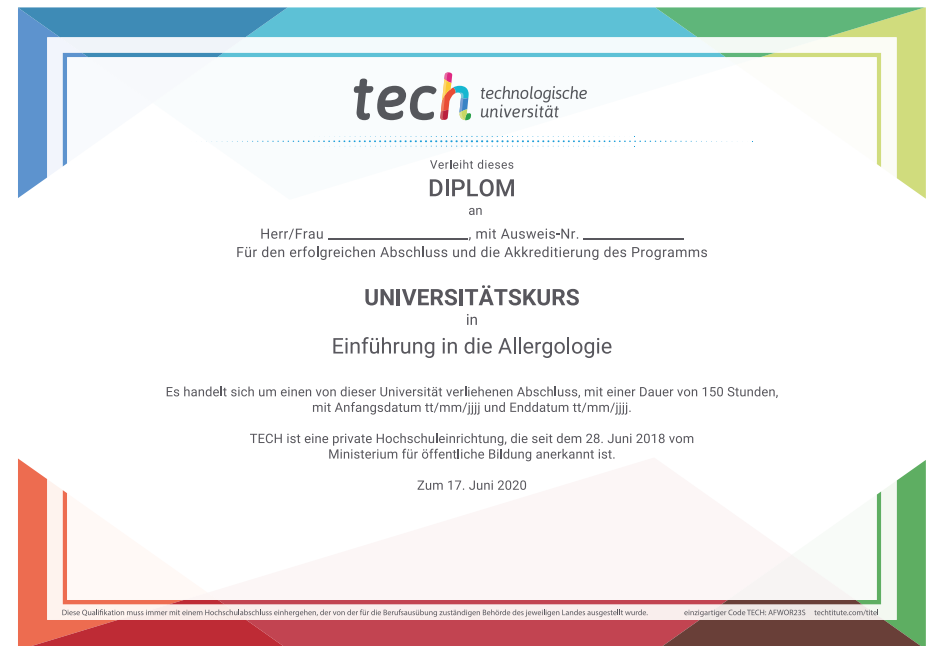 tech technologische
universität
Verleiht dieses
DIPLOM
an
Herr/Frau ____________________, mit Ausweis-Nr. ______________
Für den erfolgreichen Abschluss und die Akkreditierung des Programms
UNIVERSITÄTSKURS
in
Einführung in die Allergologie
Es handelt sich um einen von dieser Universität verliehenen Abschluss, mit einer Dauer von 150 Stunden,
mit Anfangsdatum tt/mm/jjjj und Enddatum tt/mm/jjjj.
TECH ist eine private Hochschuleinrichtung, die seit dem 28. Juni 2018 vom
Ministerium für öffentliche Bildung anerkannt ist.
Zum 17. Juni 2020
Diese Qualifikation muss immer mit einem Hochschulabschluss einhergehen, der von der für die Berufsausübung zuständigen Behörde des jeweiligen Landes ausgestellt wurde. einzigartiger Code TECH: AFWOR23S techtitute.com/titel